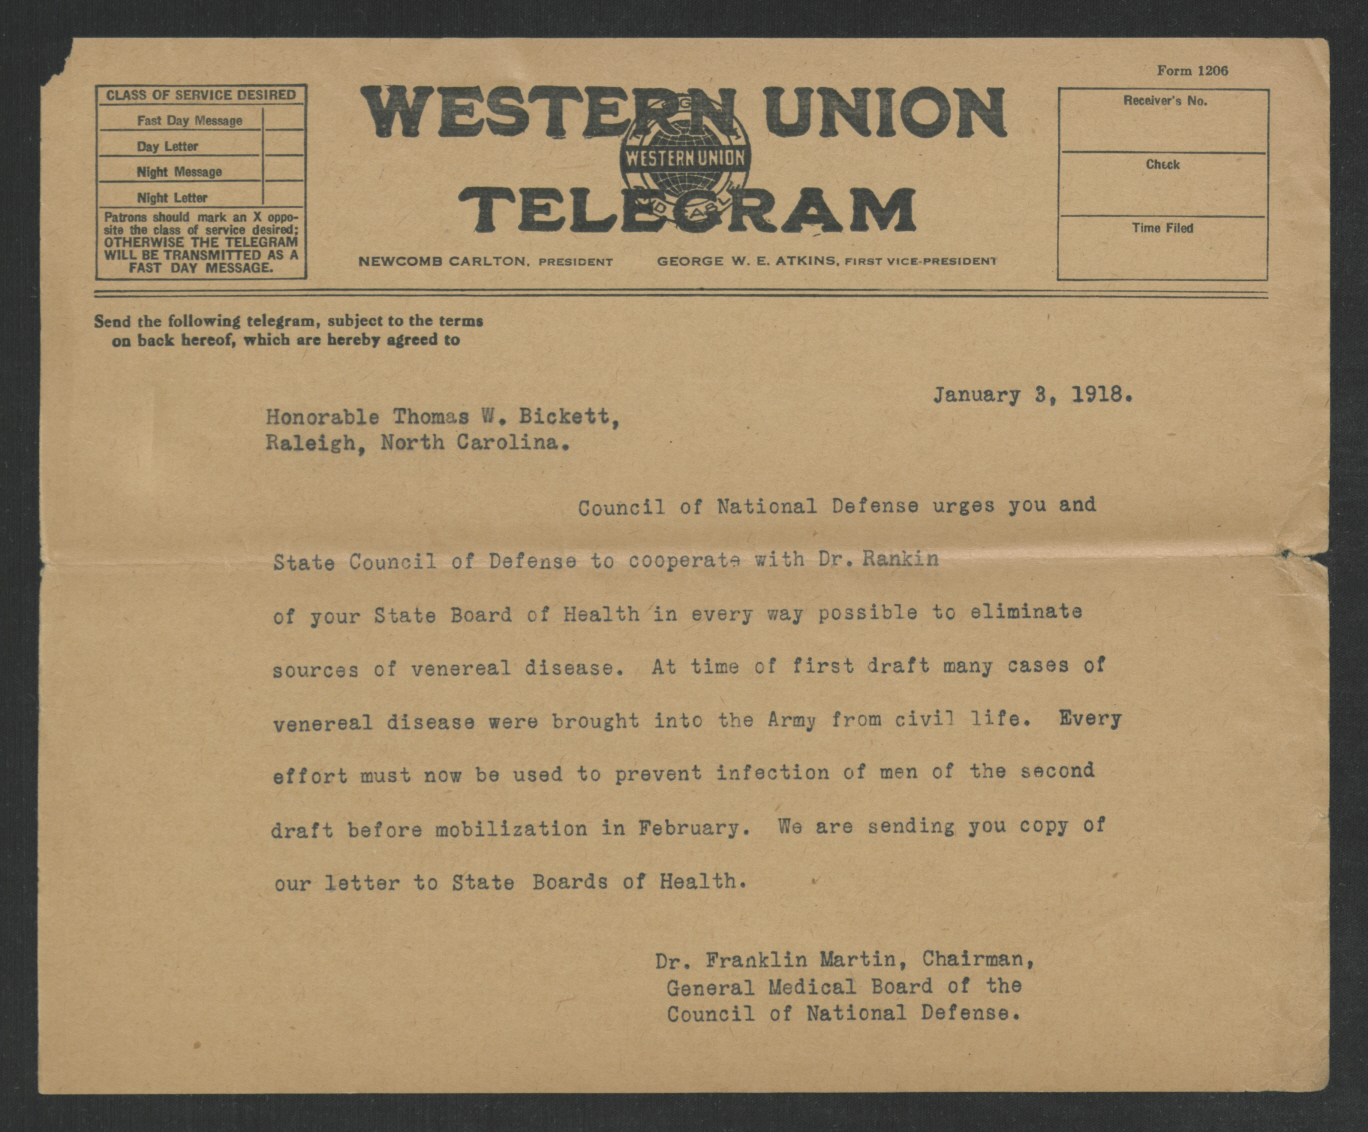 Form 1206
CLASS OF SERVICE DESIRED
Fast Day Message
Day Letter
Night Message
Night Letter
Patrons should mark an X oppo-
site the class of service desired;
OTHERWISE THE TELEGRAM
WILL BE TRANSMITTED AS A
FAST DAY MESSAGE.
WESTERN UNION
WESTERN UNION
TELEGRAM
NEWCOMB CARLTON, PRESIDENT GEORGE W. E. ATKINS, FIRST VICE-PRESIDENT
Receiver's No.
Check
Time Filed
Send the following telegram, subject to the terms
on back hereof, which are hereby agreed to
January 3, 1918.
Honorable Thomas W. Bickett,
Raleigh, North Carolina.
Council of National Defense urges you and
State Council of Defense to cooperate with Dr. Rankin
of your State Board of Health in every way possible to eliminate
sources of venereal disease. At time of first draft many cases of
venereal disease were brought into the Army from civil life. Every
effort must now be used to prevent infection of men of the second
draft before mobilization in February. We are sending you copy of
our letter to State Boards of Health.
Dr. Franklin Martin, Chairman,
General Medical Board of the
Council of National Defense.